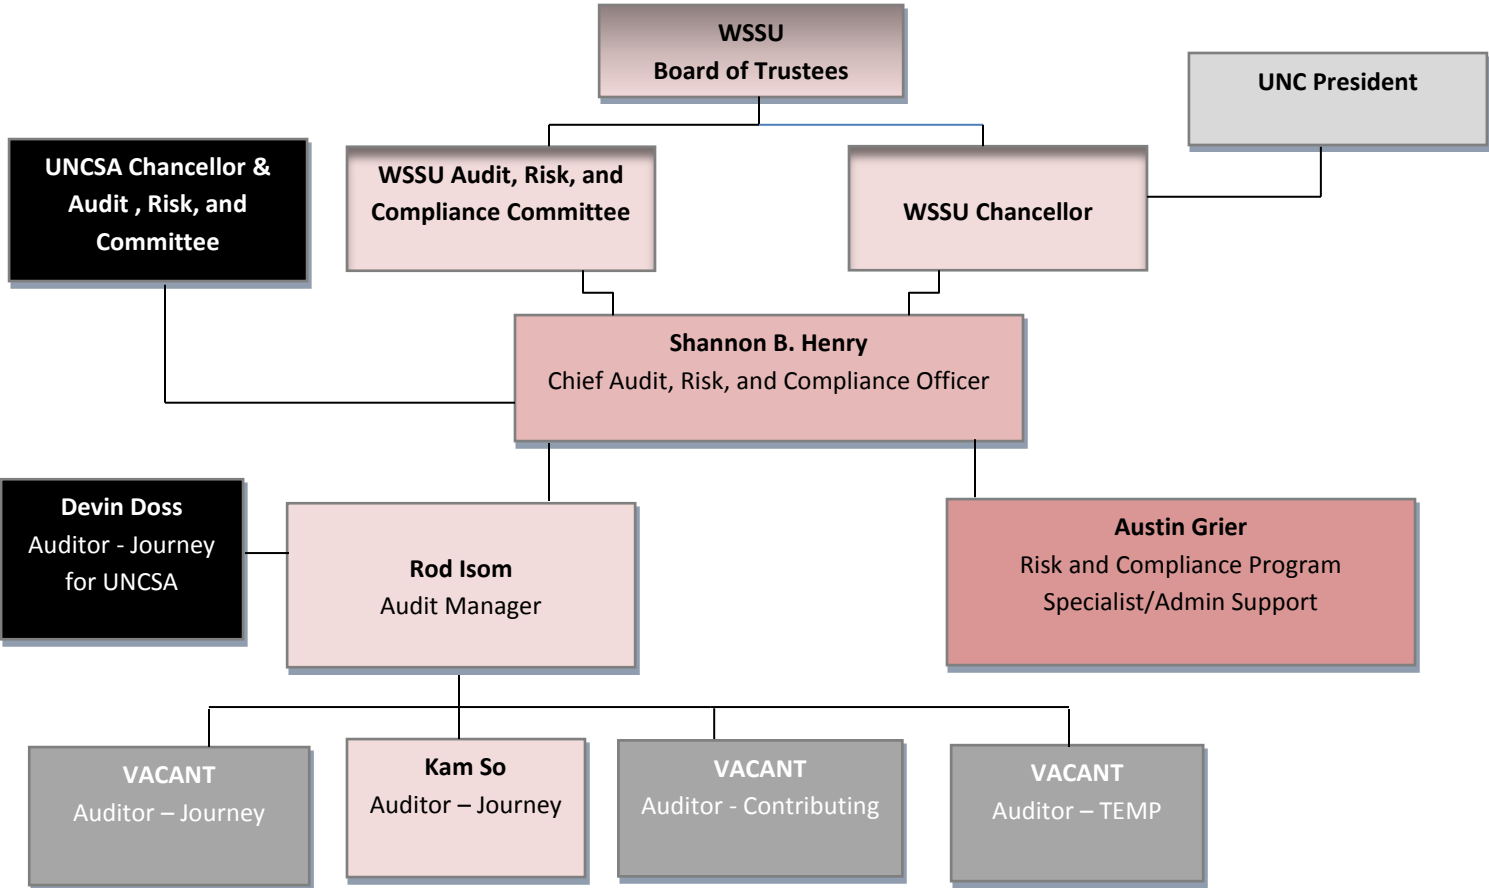 WSSU
Board of Trustees
UNC President
UNCSA Chancellor &
Audit , Risk, and
Committee
WSSU Audit, Risk, and
Compliance Committee
WSSU Chancellor
Shannon B. Henry
Chief Audit, Risk, and Compliance Officer
Devin Doss
Auditor - Journey
for UNCSA
Rod Isom
Audit Manager
Austin Grier
Risk and Compliance Program
Specialist/Admin Support
VACANT
Auditor – Journey
Kam So
Auditor – Journey
VACANT
Auditor - Contributing
VACANT
Auditor – TEMP